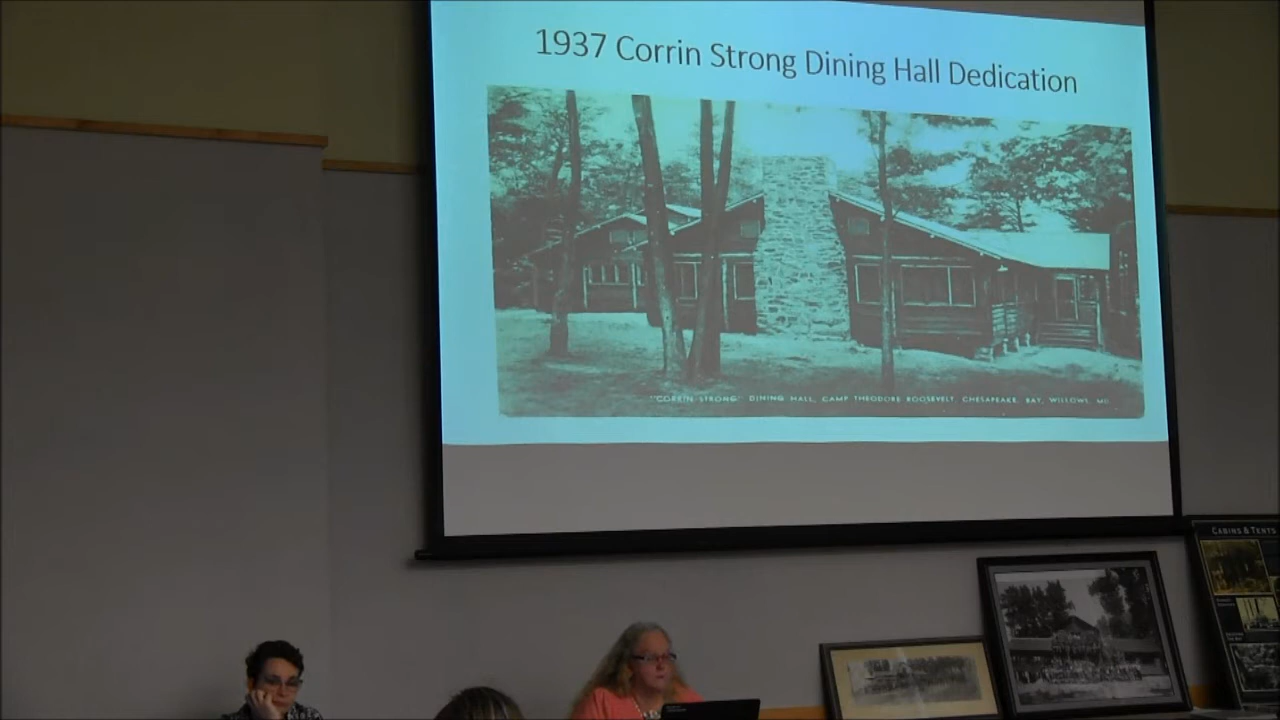 1937 Corrin Strong Dining Hall Dedication
"CORRIN STRONG" DINING HALL, CAMP THEODORE ROOSEVELT, CHESAPEAKE BAY, WILLOWS, MD.
CABINS & TENTS